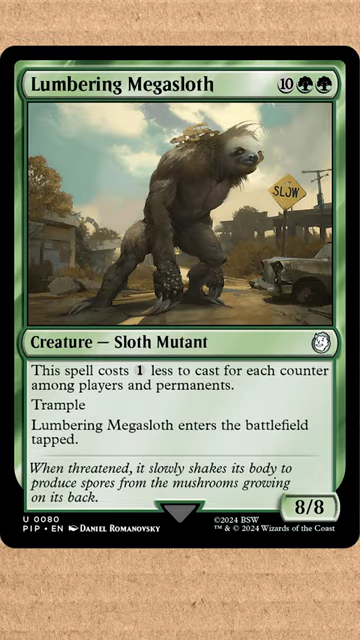 Lumbering Megasloth 10
SLOW
Creature — Sloth Mutant
This spell costs 1 less to cast for each counter
among players and permanents.
Trample
Lumbering Megasloth enters the battlefield
tapped.
When threatened, it slowly shakes its body to
produce spores from the mushrooms growing
on its back.
8/8
U 0080
PIP • EN Daniel Romanovsky
©2024 BSW
™ & © 2024 Wizards of the Coast